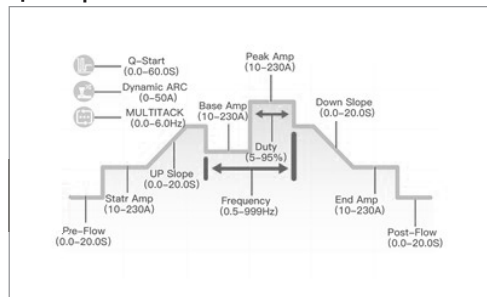 Q-Start
(0.0-60.0S)
Dynamic ARC
(0-50A)
MULTITACK
(0.0-6.0Hz)
Peak Amp
(10-230A)
Base Amp
(10-230A)
Down Slope
(0.0-20.0S)
Duty
(5-95%)
UP Slope
(0.0-20.0S)
Statr Amp
(10-230A)
Frequency
(0.5-999Hz)
End Amp
(10-230A)
Pre-Flow
(0.0-20.0S)
Post-Flow
(0.0-20.0S)